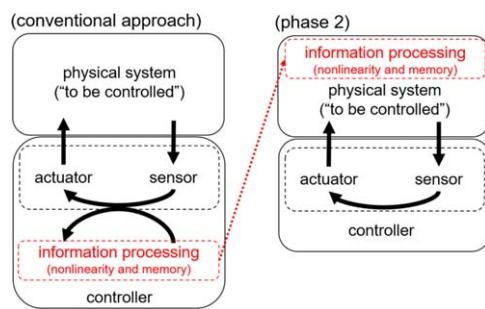 (conventional approach)
physical system
("to be controlled")
actuator
sensor
information processing
(nonlinearity and memory)
controller
(phase 2)
information processing
(nonlinearity and memory)
physical system
("to be controlled")
actuator
sensor
controller